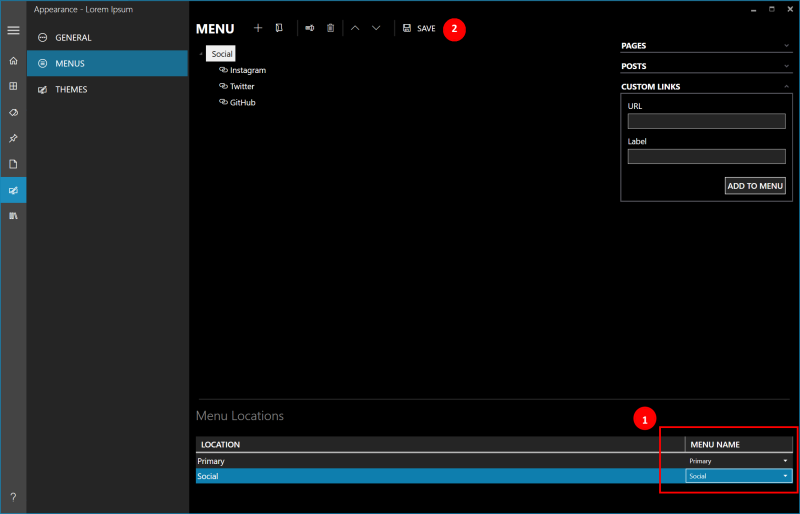 Appearance - Lorem Ipsum
GENERAL
MENUS
THEMES
MENU
SAVE
2
Social
Instagram
Twitter
GitHub
PAGES
POSTS
CUSTOM LINKS
URL
Label
ADD TO MENU
Menu Locations
1
LOCATION MENU NAME
Primary Primary
Social Social
?